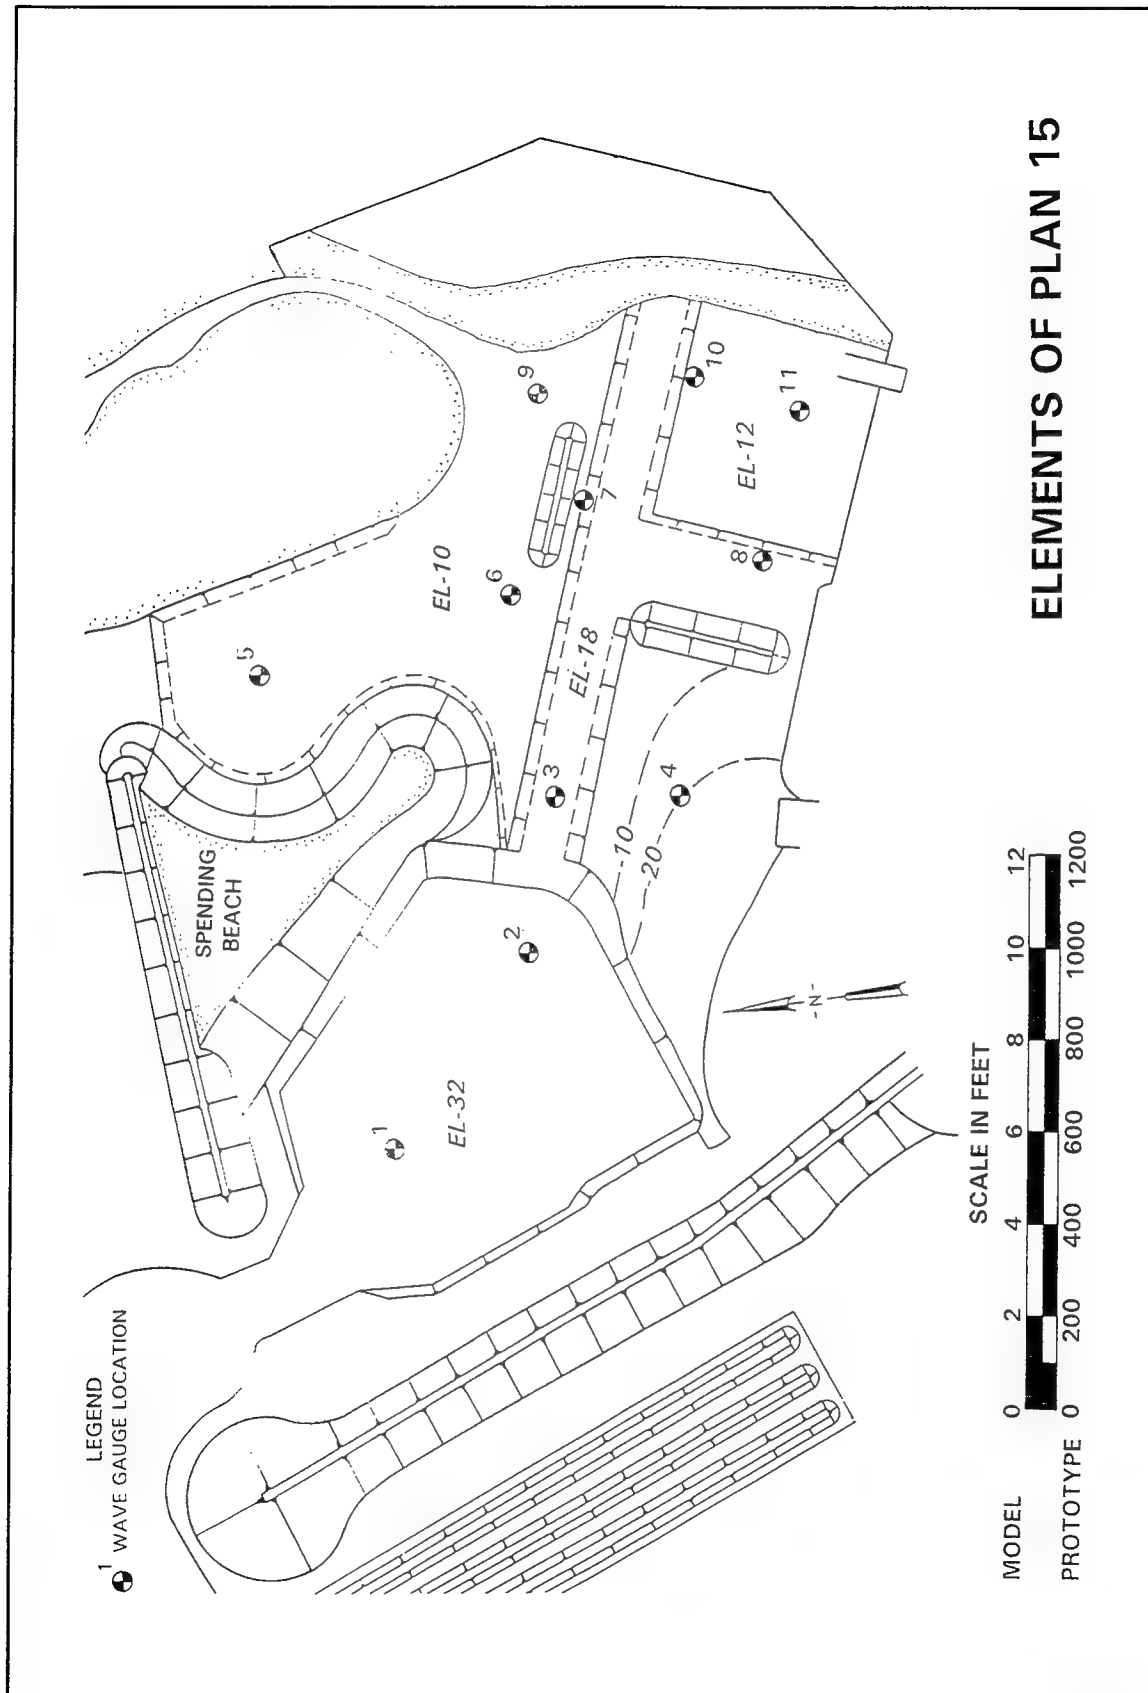 LEGEND
1 WAVE GAUGE LOCATION
SPENDING
BEACH
5
9
EL-10
6
7
10
11
EL-12
8
EL-18
3
4
-10
-20
2
1
EL-32
-N-
SCALE IN FEET
MODEL 0 2 4 6 8 10 12
PROTOTYPE 0 200 400 600 800 1000 1200
ELEMENTS OF PLAN 15